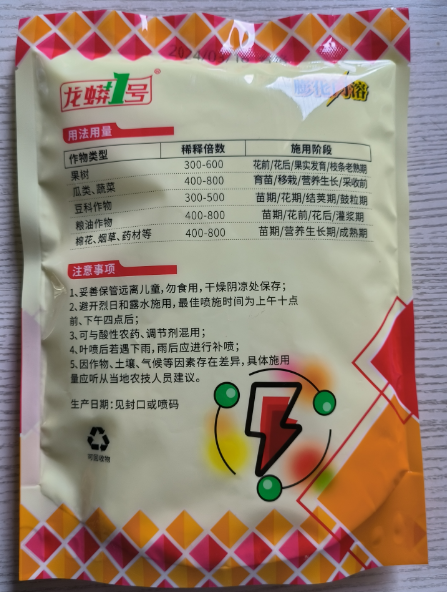 龙蟒1号
膨化
用法用量
作物类型 稀释倍数 施用阶段
果树 300-600 花前/花后/果实发育/枝条老熟期
瓜类、蔬菜 400-800 育苗/移栽/营养生长/采收前
豆科作物 300-500 苗期/花期/结荚期/鼓粒期
粮油作物 400-800 苗期/花前/花后/灌浆期
棉花、烟草、药材等 400-800 苗期/营养生长期/成熟期
注意事项
1、妥善保管远离儿童，勿食用，干燥阴凉处保存；
2、避开烈日和露水施用，最佳喷施时间为上午十点
前、下午四点后；
3、可与酸性农药、调节剂混用；
4、叶喷后若遇下雨，雨后应进行补喷；
5、因作物、土壤、气候等因素存在差异，具体施用
量应听从当地农技人员建议。
生产日期：见封口或喷码
可回收物